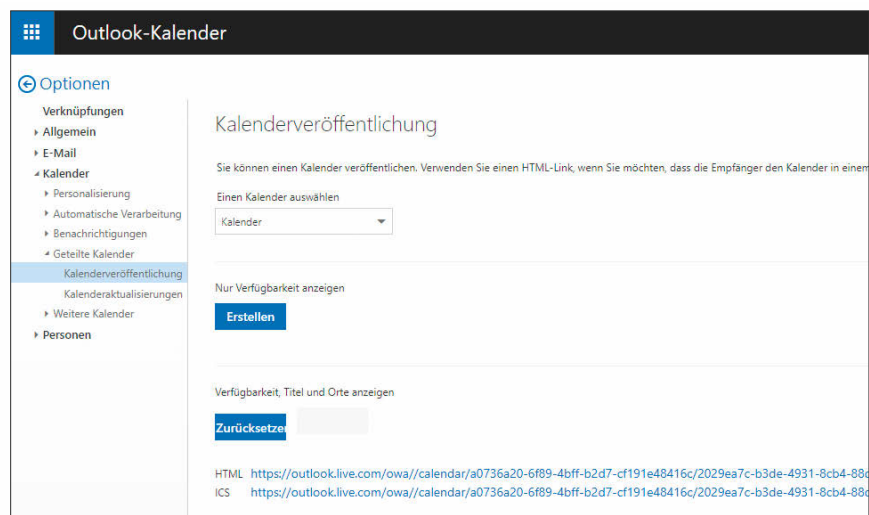 Outlook-Kalender
Optionen
Verknüpfungen
Allgemein
E-Mail
Kalender
Personalisierung
Automatische Verarbeitung
Benachrichtigungen
Geteilte Kalender
Kalenderveröffentlichung
Kalenderaktualisierungen
Weitere Kalender
Personen
Kalenderveröffentlichung
Sie können einen Kalender veröffentlichen. Verwenden Sie einen HTML-Link, wenn Sie möchten, dass die Empfänger den Kalender in einem
Einen Kalender auswählen
Kalender
Nur Verfügbarkeit anzeigen
Erstellen
Verfügbarkeit, Titel und Orte anzeigen
Zurücksetzen
HTML https://outlook.live.com/owa//calendar/a0736a20-6f89-4bff-b2d7-cf191e48416c/2029ea7c-b3de-4931-8cb4-88c
ICS https://outlook.live.com/owa//calendar/a0736a20-6f89-4bff-b2d7-cf191e48416c/2029ea7c-b3de-4931-8cb4-88c